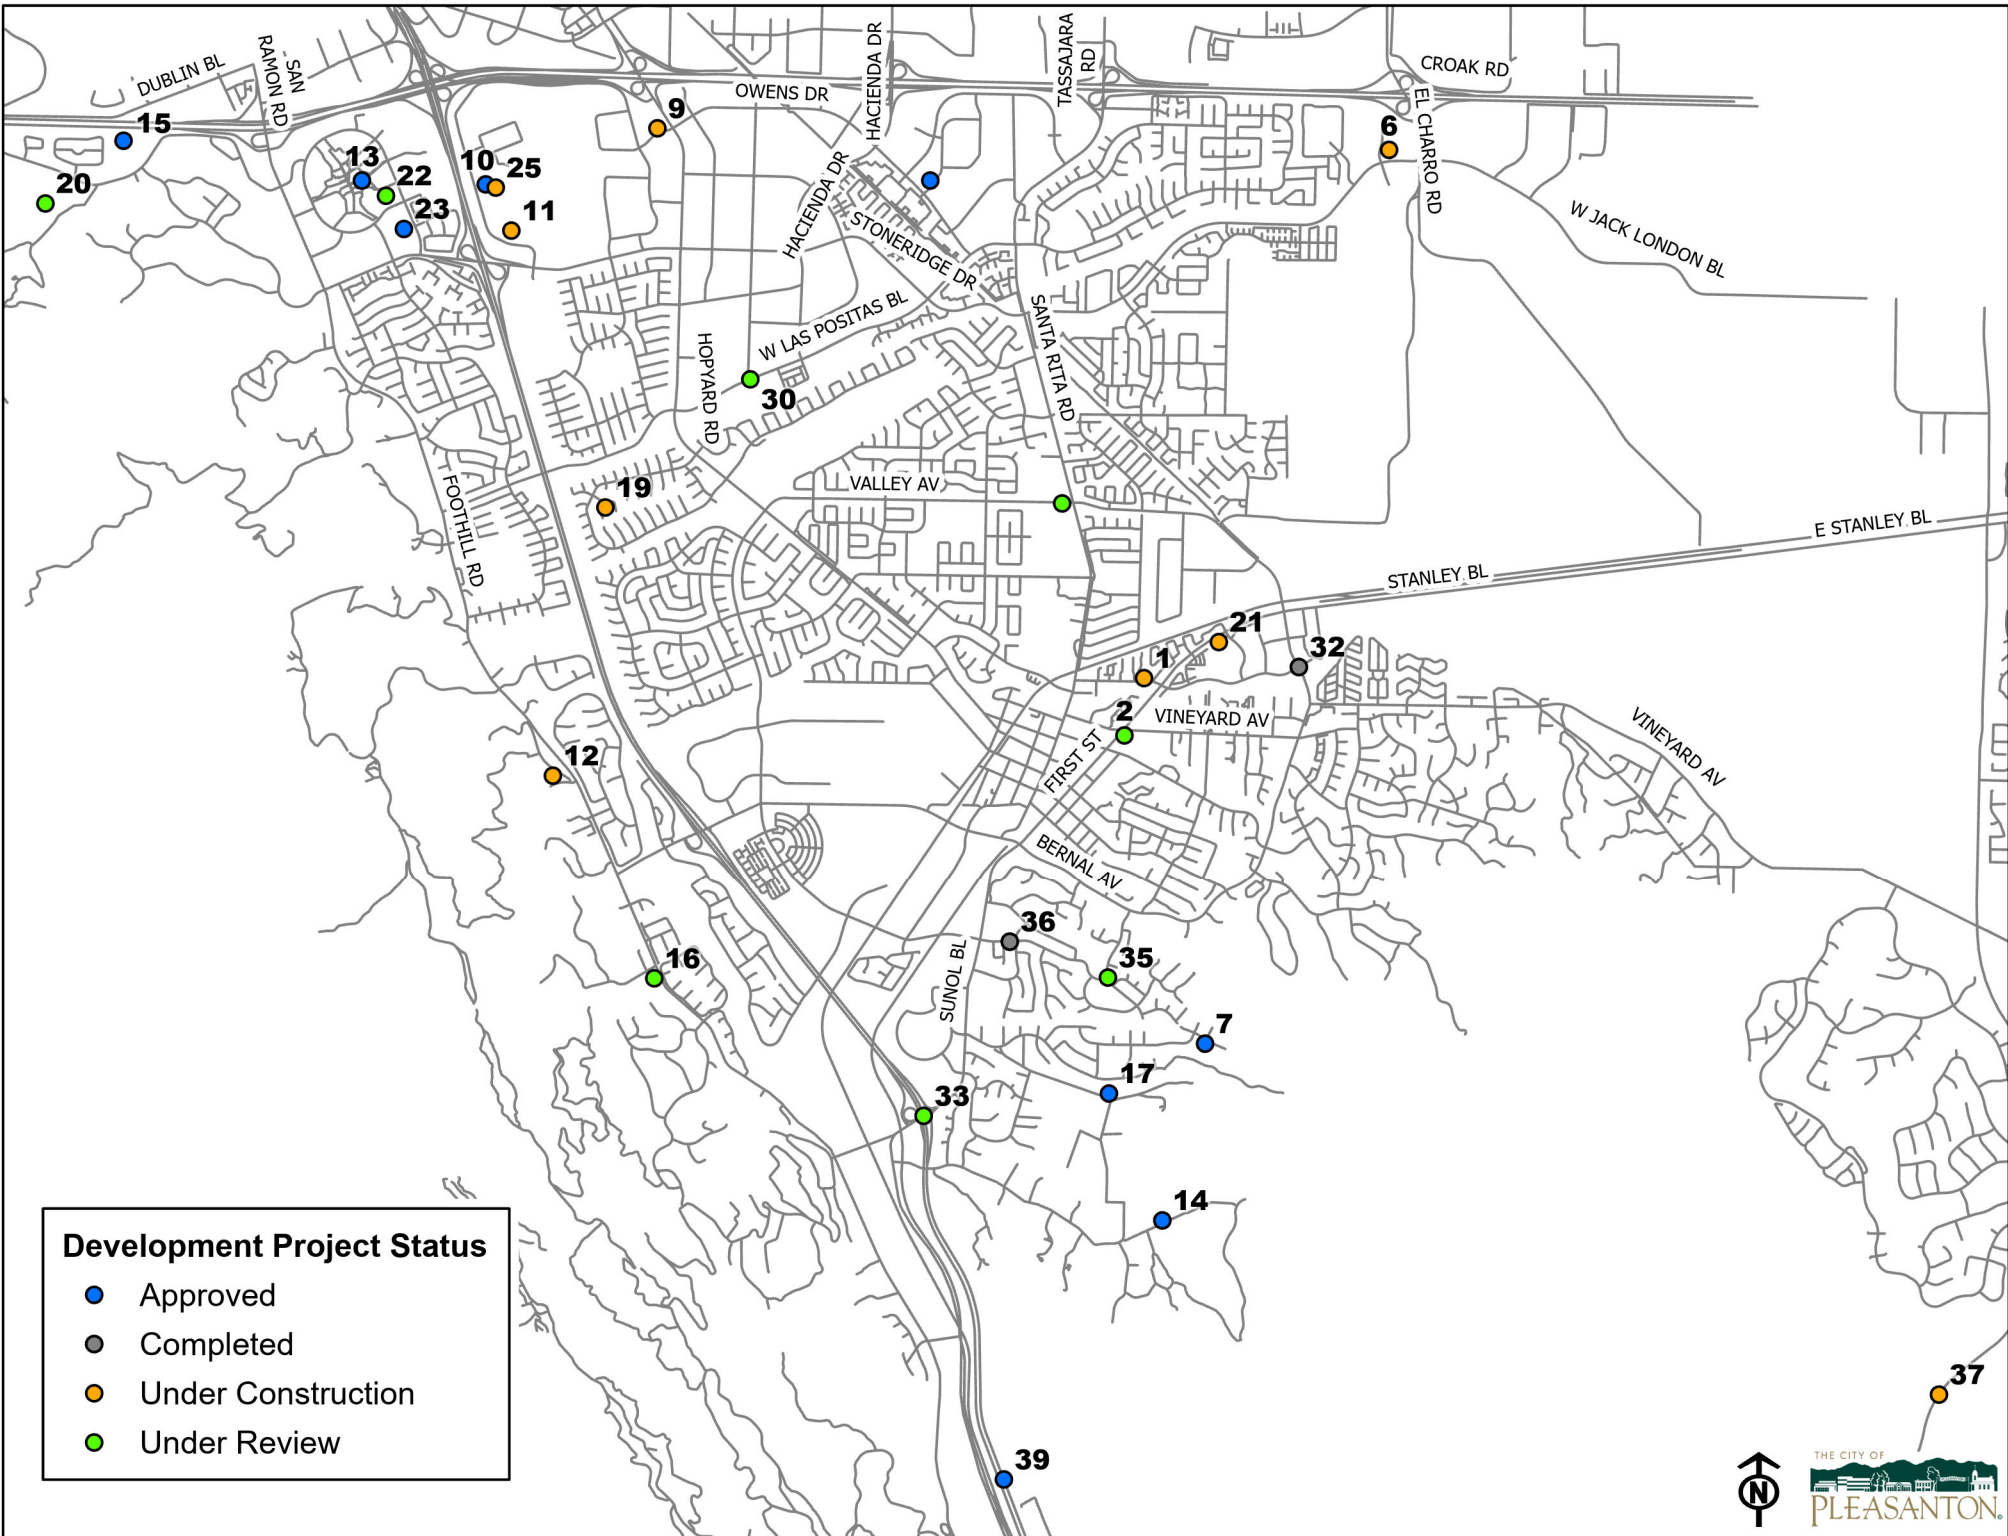 DUBLIN BL
SAN
RAMON RD
OWENS DR
HACIENDA DR
TASSAJARA
RD
CROAK RD
EL CHARRO RD
15
9
6
13
22
10
25
20
23
11
HACIENDA DR
STONERIDGE DR
W JACK LONDON BL
W LAS POSITAS BL
HOPYARD RD
SANTA RITA RD
30
19
VALLEY AV
FOOTHILL RD
E STANLEY BL
STANLEY BL
21
32
1
2
VINEYARD AV
VINEYARD AV
FIRST ST
12
BERNAL AV
36
35
16
SUNOL BL
7
17
33
14
Development Project Status
Approved
Completed
Under Construction
Under Review
37
39
N
THE CITY OF
PLEASANTON